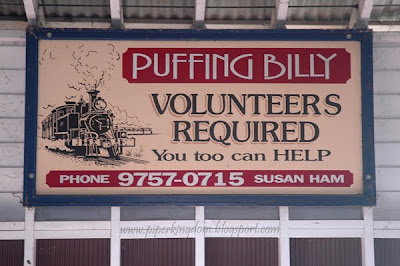 PUFFING BILLY
VOLUNTEERS
REQUIRED
You too can HELP
PHONE 9757-0715 SUSAN HAM
www.piperkingdom.blogspot.com